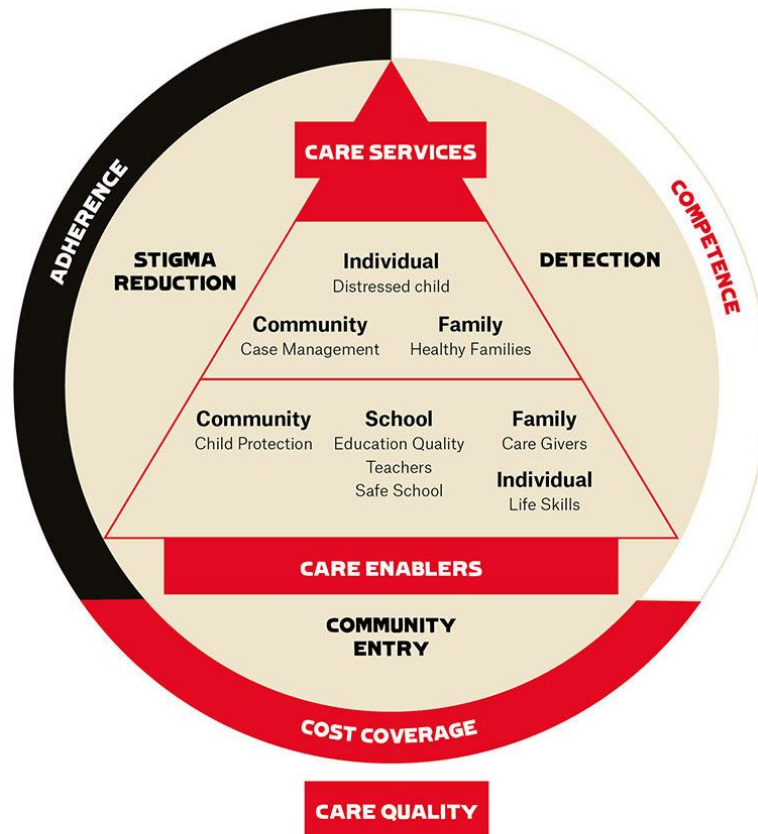 CARE SERVICES
ADHERENCE
COMPETENCE
STIGMA
REDUCTION
DETECTION
Individual
Distressed child
Community
Case Management
Family
Healthy Families
Community
Child Protection
School
Education Quality
Teachers
Safe School
Family
Care Givers
Individual
Life Skills
CARE ENABLERS
COMMUNITY
ENTRY
COST COVERAGE
CARE QUALITY